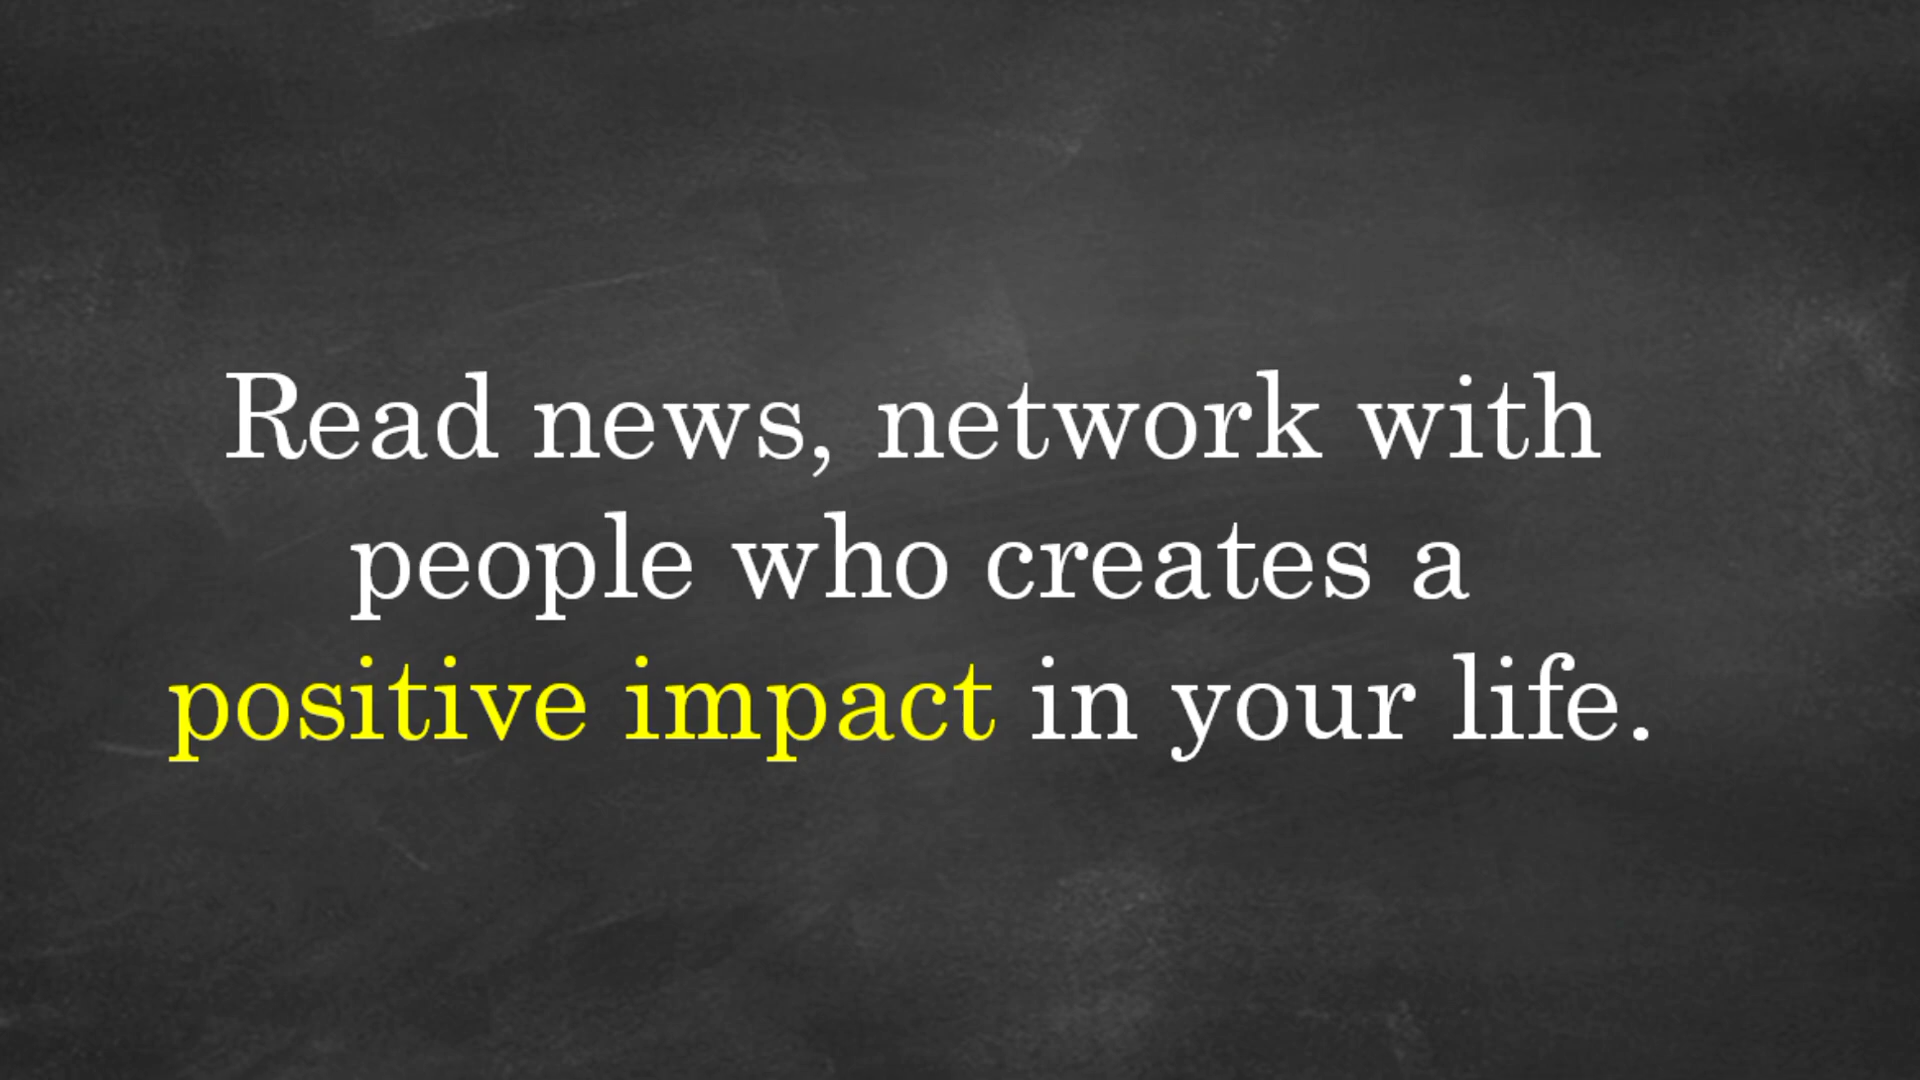 Read news, network with
people who creates a
positive impact in your life.